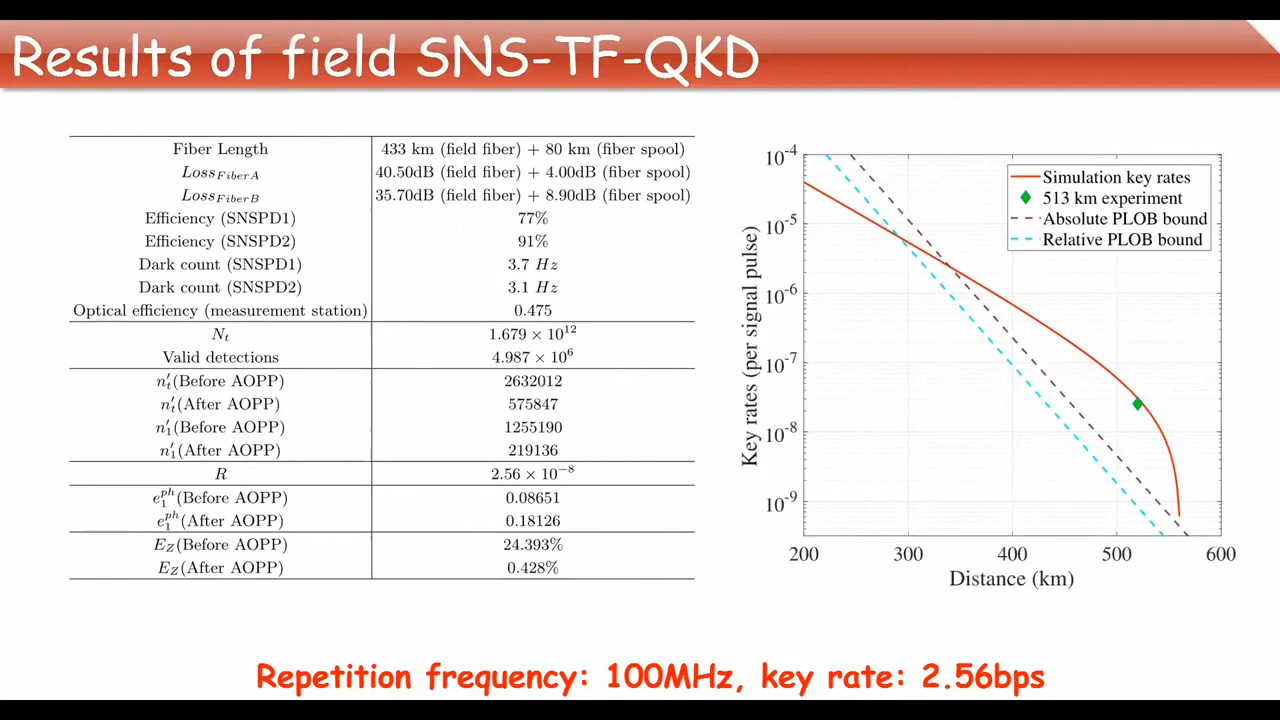 Results of field SNS-TF-QKD
Fiber Length 433 km (field fiber) + 80 km (fiber spool)
Loss_{FiberA} 40.50dB (field fiber) + 4.00dB (fiber spool)
Loss_{FiberB} 35.70dB (field fiber) + 8.90dB (fiber spool)
Efficiency (SNSPD1) 77%
Efficiency (SNSPD2) 91%
Dark count (SNSPD1) 3.7 Hz
Dark count (SNSPD2) 3.1 Hz
Optical efficiency (measurement station) 0.475
N_t 1.679 × 10^{12}
Valid detections 4.987 × 10^6
n'_t(Before AOPP) 2632012
n'_t(After AOPP) 575847
n'_1(Before AOPP) 1255190
n'_1(After AOPP) 219136
R 2.56 × 10^{-8}
e_1^{ph}(Before AOPP) 0.08651
e_1^{ph}(After AOPP) 0.18126
E_Z(Before AOPP) 24.393%
E_Z(After AOPP) 0.428%
Key rates (per signal pulse)
10^{-4}
10^{-5}
10^{-6}
10^{-7}
10^{-8}
10^{-9}
Simulation key rates
513 km experiment
Absolute PLOB bound
Relative PLOB bound
200 300 400 500 600
Distance (km)
Repetition frequency: 100MHz, key rate: 2.56bps